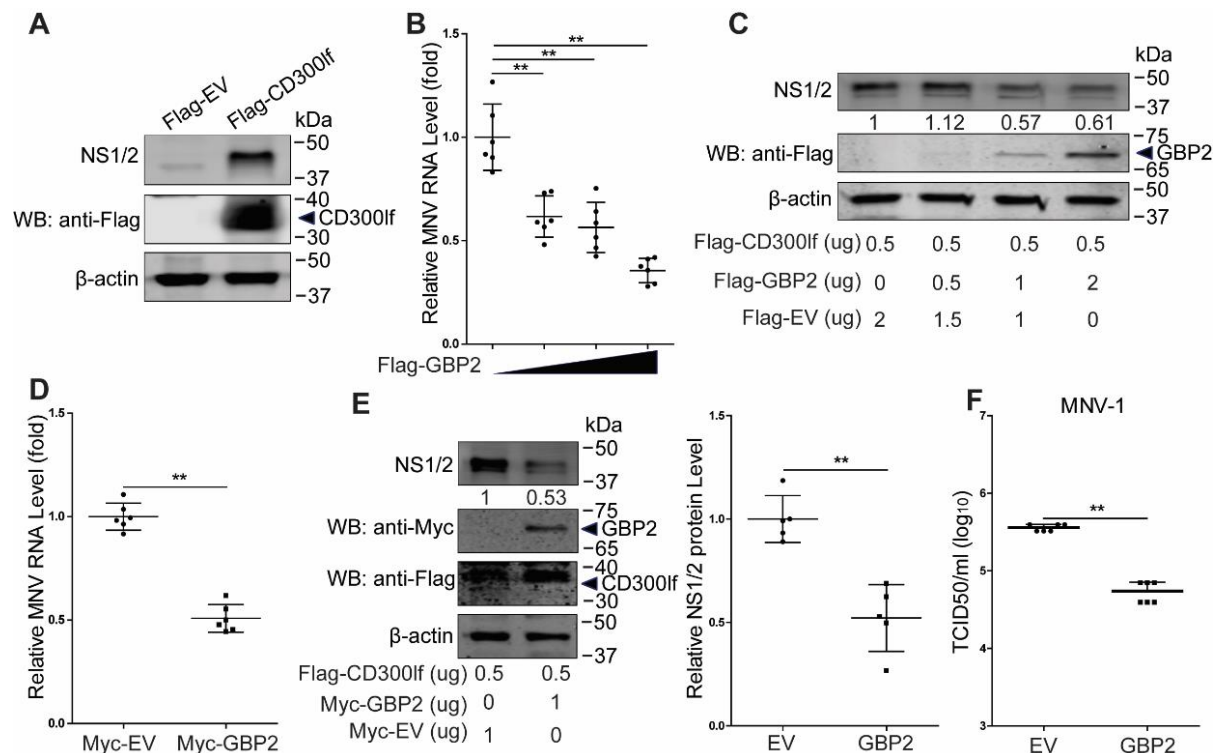 A
Flag-EV
Flag-CD300lf
kDa
NS1/2
50
37
WB: anti-Flag
40
CD300lf
30
β-actin
50
37
B
Relative MNV RNA Level (fold)
1.5
1.0
0.5
0.0
**
**
**
Flag-GBP2
C
kDa
NS1/2
50
37
1 1.12 0.57 0.61
WB: anti-Flag
75
GBP2
65
β-actin
50
37
Flag-CD300lf (ug) 0.5 0.5 0.5 0.5
Flag-GBP2 (ug) 0 0.5 1 2
Flag-EV (ug) 2 1.5 1 0
D
Relative MNV RNA Level (fold)
1.5
1.0
0.5
0.0
**
Myc-EV Myc-GBP2
E
kDa
NS1/2
50
37
1 0.53
WB: anti-Myc
75
GBP2
65
WB: anti-Flag
40
CD300lf
30
β-actin
50
37
Flag-CD300lf (ug) 0.5 0.5
Myc-GBP2 (ug) 0 1
Myc-EV (ug) 1 0
Relative NS1/2 protein Level
1.5
1.0
0.5
0.0
**
EV GBP2
F
MNV-1
TCID50/ml (log10)
7
6
5
4
3
**
EV GBP2